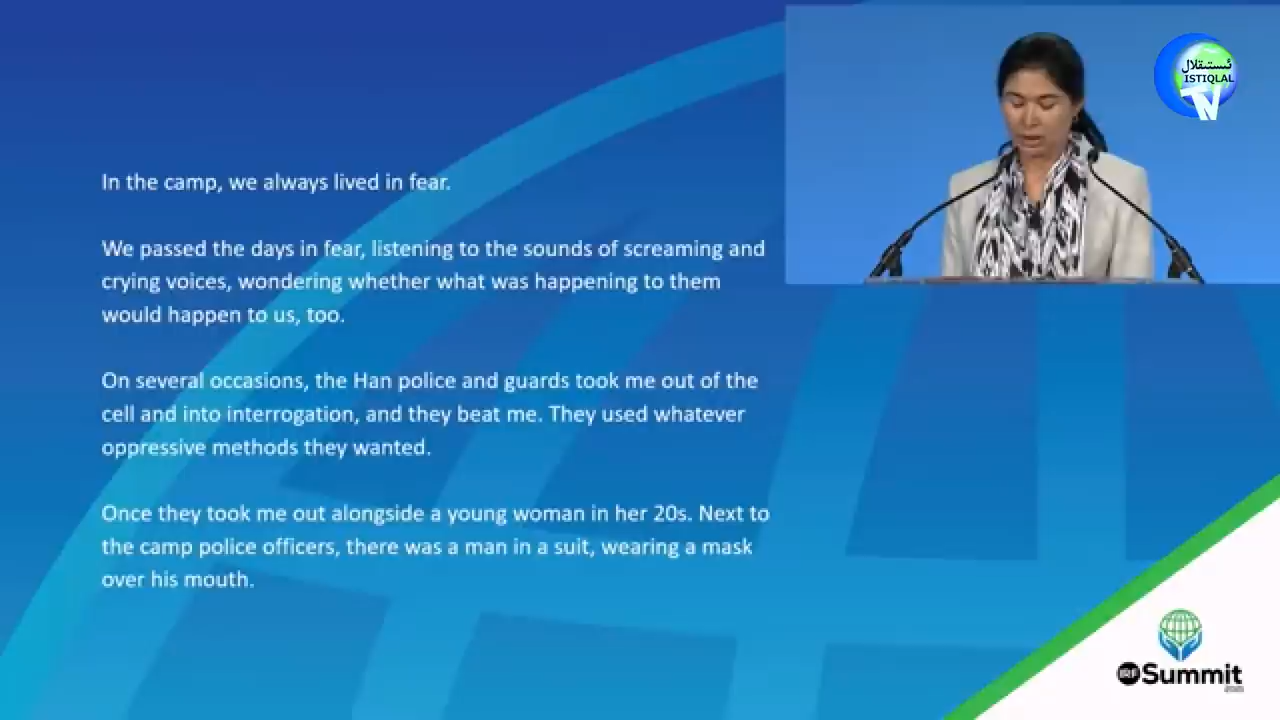 In the camp, we always lived in fear.
We passed the days in fear, listening to the sounds of screaming and
crying voices, wondering whether what was happening to them
would happen to us, too.
On several occasions, the Han police and guards took me out of the
cell and into interrogation, and they beat me. They used whatever
oppressive methods they wanted.
Once they took me out alongside a young woman in her 20s. Next to
the camp police officers, there was a man in a suit, wearing a mask
over his mouth.
ئىستىقلال
ISTIQLAL
TV
IRF Summit